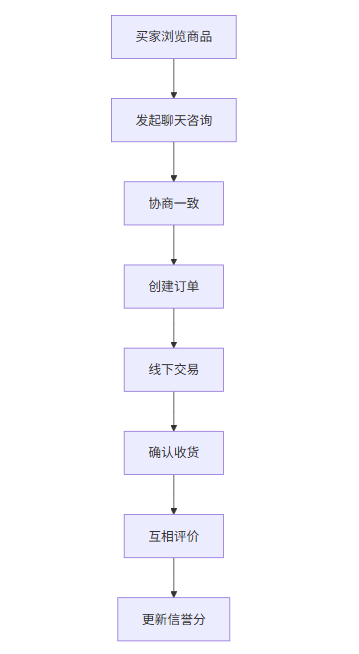 买家浏览商品
发起聊天咨询
协商一致
创建订单
线下交易
确认收货
互相评价
更新信誉分